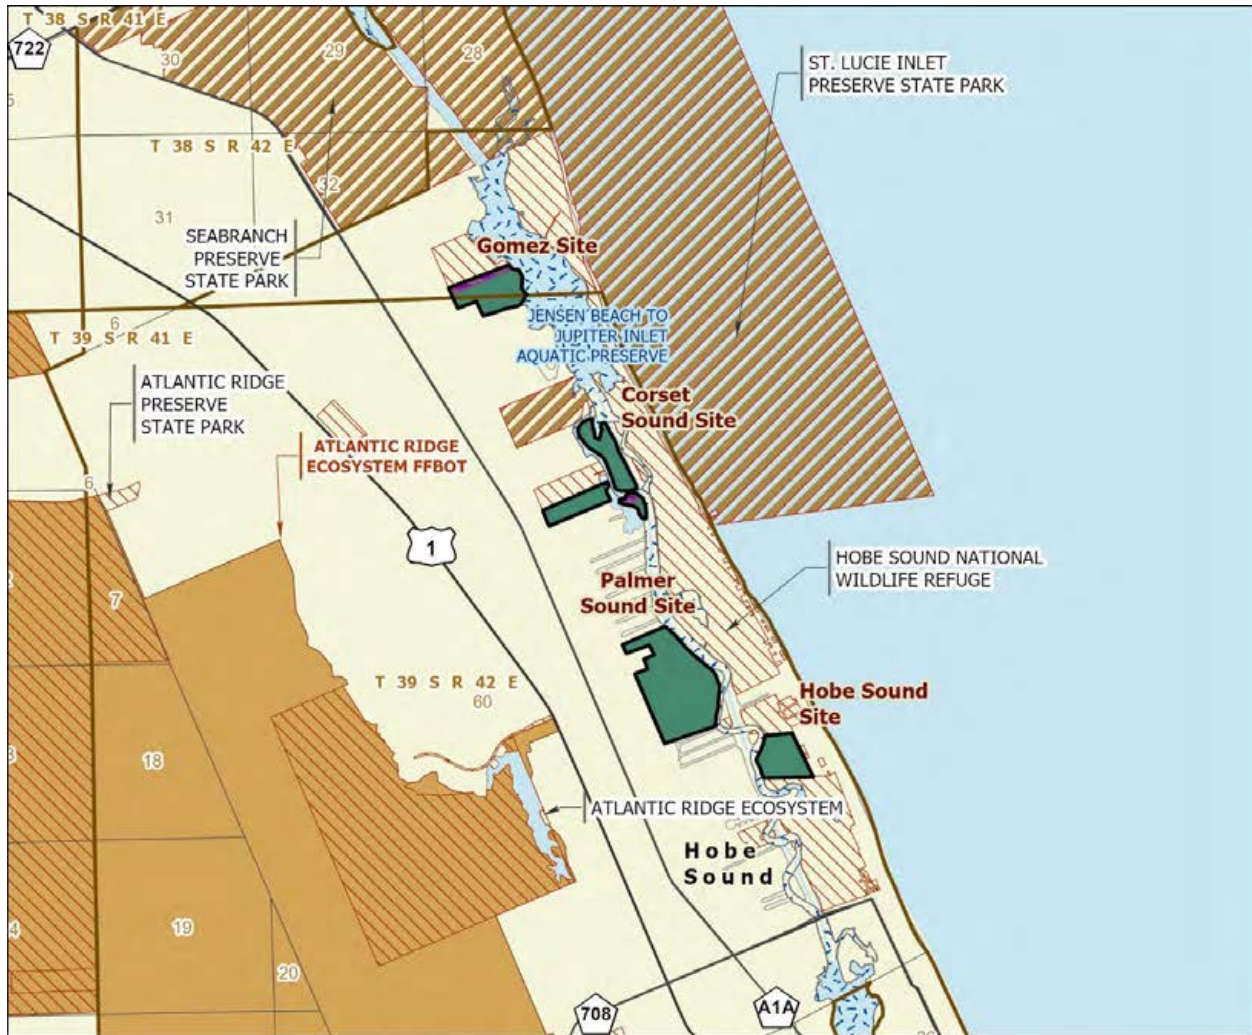 T 38 S R 41 E
722
30
29
28
ST. LUCIE INLET
PRESERVE STATE PARK
T 38 S R 42 E
32
31
SEABRANCH
PRESERVE
STATE PARK
Gomez Site
6
T 39 S R 41 E
JENSEN BEACH TO
JUPITER INLET
AQUATIC PRESERVE
ATLANTIC RIDGE
PRESERVE
STATE PARK
Corset
Sound Site
ATLANTIC RIDGE
ECOSYSTEM FFBOT
6
1
HOBE SOUND NATIONAL
WILDLIFE REFUGE
7
Palmer
Sound Site
T 39 S R 42 E
60
Hobe Sound
Site
18
ATLANTIC RIDGE ECOSYSTEM
Hobe
Sound
19
20
708
A1A